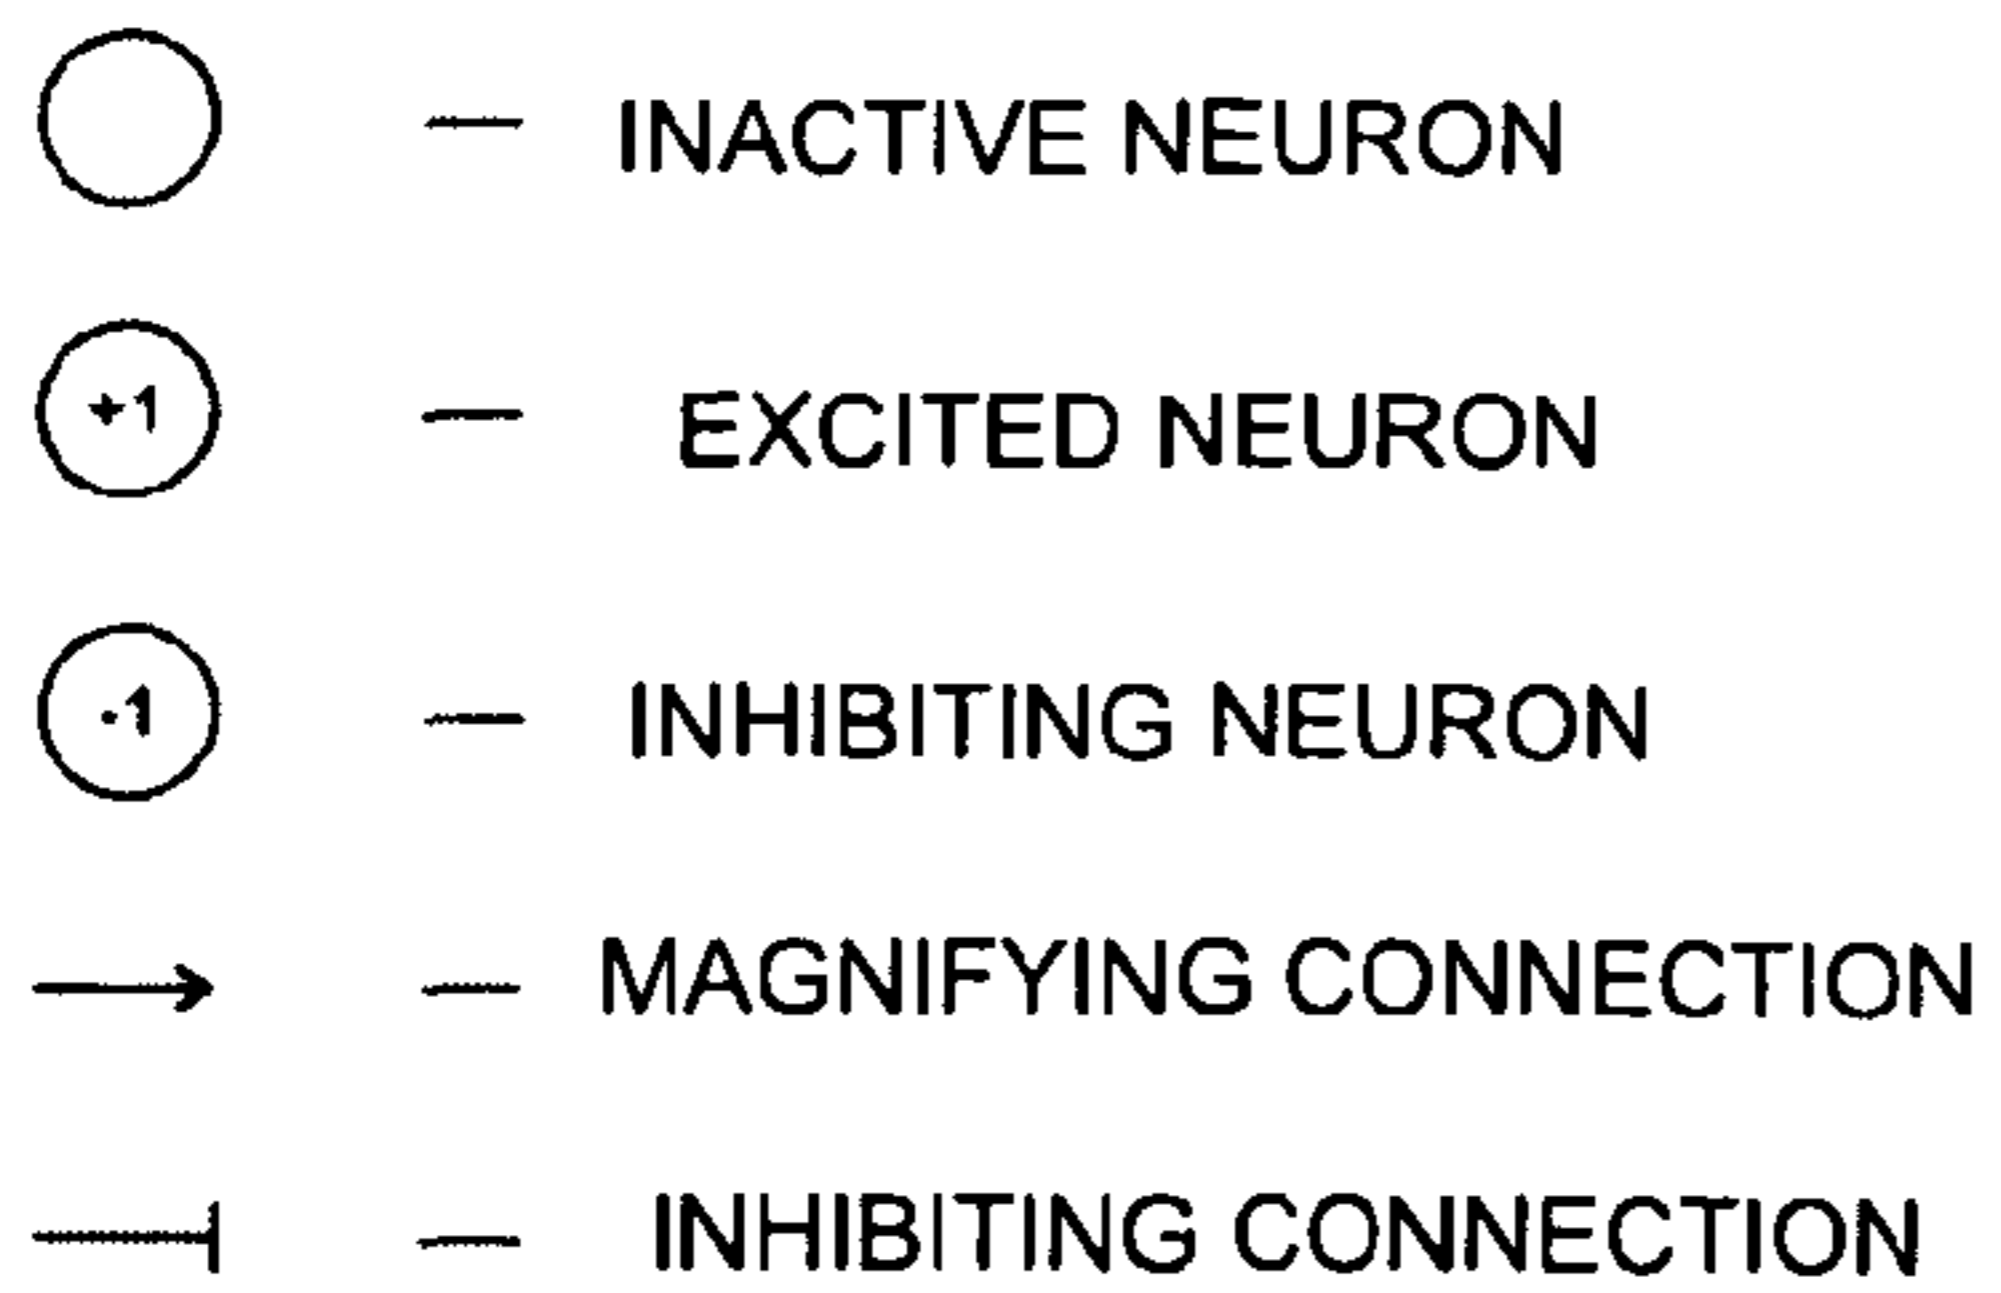 — INACTIVE NEURON
+1 — EXCITED NEURON
-1 — INHIBITING NEURON
— MAGNIFYING CONNECTION
— INHIBITING CONNECTION